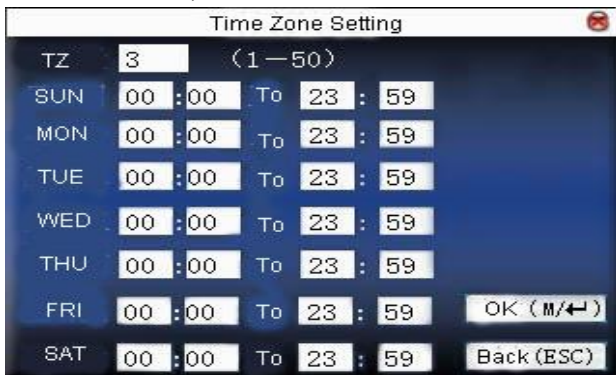 Time Zone Setting
TZ 3 (1—50)
SUN 00:00 To 23:59
MON 00:00 To 23:59
TUE 00:00 To 23:59
WED 00:00 To 23:59
THU 00:00 To 23:59
FRI 00:00 To 23:59 OK (M/↵)
SAT 00:00 To 23:59 Back(ESC)